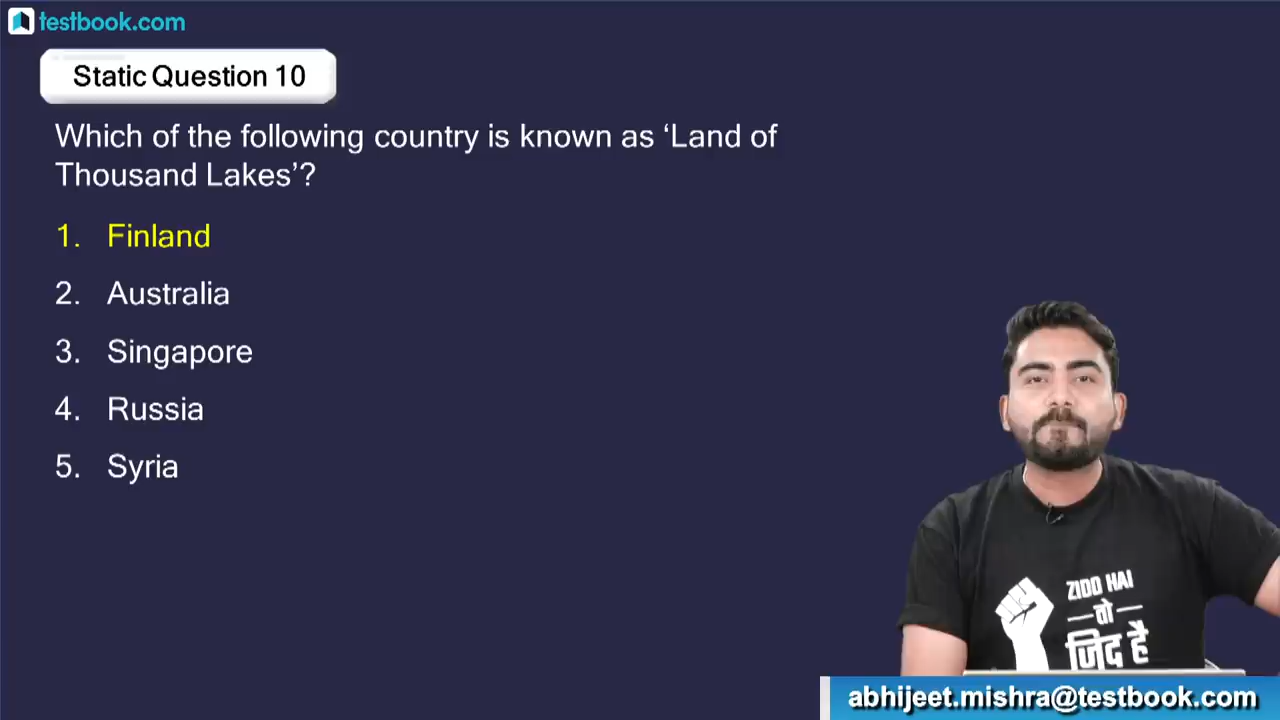 testbook.com
Static Question 10
Which of the following country is known as ‘Land of
Thousand Lakes’?
1. Finland
2. Australia
3. Singapore
4. Russia
5. Syria
ZIDD HAI
तो
जिद है
abhijeet.mishra@testbook.com